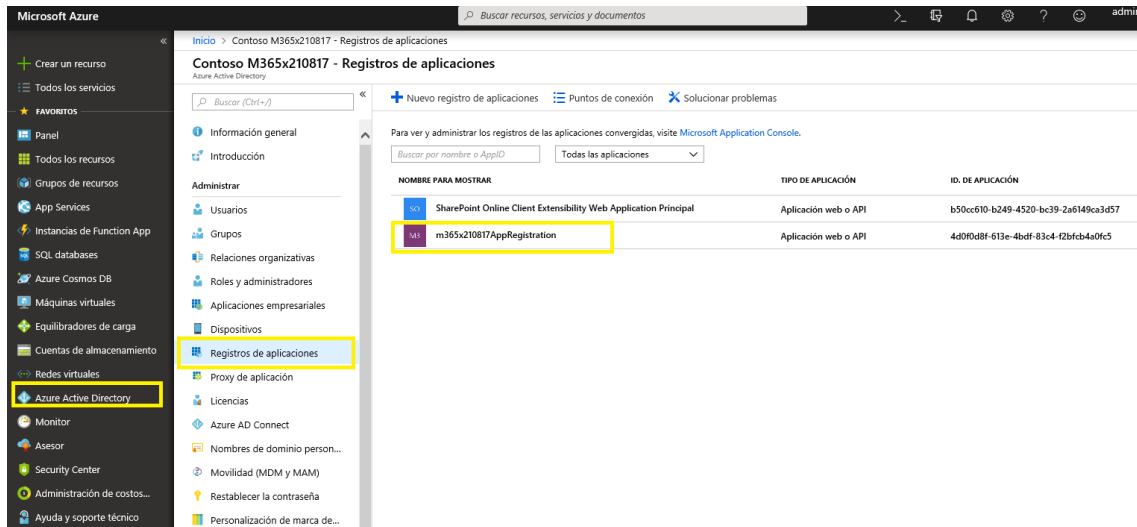 Microsoft Azure
Buscar recursos, servicios y documentos
admin
Inicio > Contoso M365x210817 - Registros de aplicaciones
Contoso M365x210817 - Registros de aplicaciones
Azure Active Directory
Crear un recurso
Todos los servicios
FAVORITOS
Panel
Todos los recursos
Grupos de recursos
App Services
Instancias de Function App
SQL databases
Azure Cosmos DB
Máquinas virtuales
Equilibradores de carga
Cuentas de almacenamiento
Redes virtuales
Azure Active Directory
Monitor
Asesor
Security Center
Administración de costos...
Ayuda y soporte técnico
Buscar (Ctrl+/)
Información general
Introducción
Administrar
Usuarios
Grupos
Relaciones organizativas
Roles y administradores
Aplicaciones empresariales
Dispositivos
Registros de aplicaciones
Proxy de aplicación
Licencias
Azure AD Connect
Nombres de dominio person...
Movilidad (MDM y MAM)
Restablecer la contraseña
Personalización de marca de...
Nuevo registro de aplicaciones Puntos de conexión Solucionar problemas
Para ver y administrar los registros de las aplicaciones convergidas, visite Microsoft Application Console.
Buscar por nombre o AppID Todas las aplicaciones
NOMBRE PARA MOSTRAR TIPO DE APLICACIÓN ID. DE APLICACIÓN
SO SharePoint Online Client Extensibility Web Application Principal Aplicación web o API b50cc610-b249-4520-bc39-2a6149ca3d57
M3 m365x210817AppRegistration Aplicación web o API 4d0f0d8f-613e-4bdf-83c4-f2bfcb4a0fc5